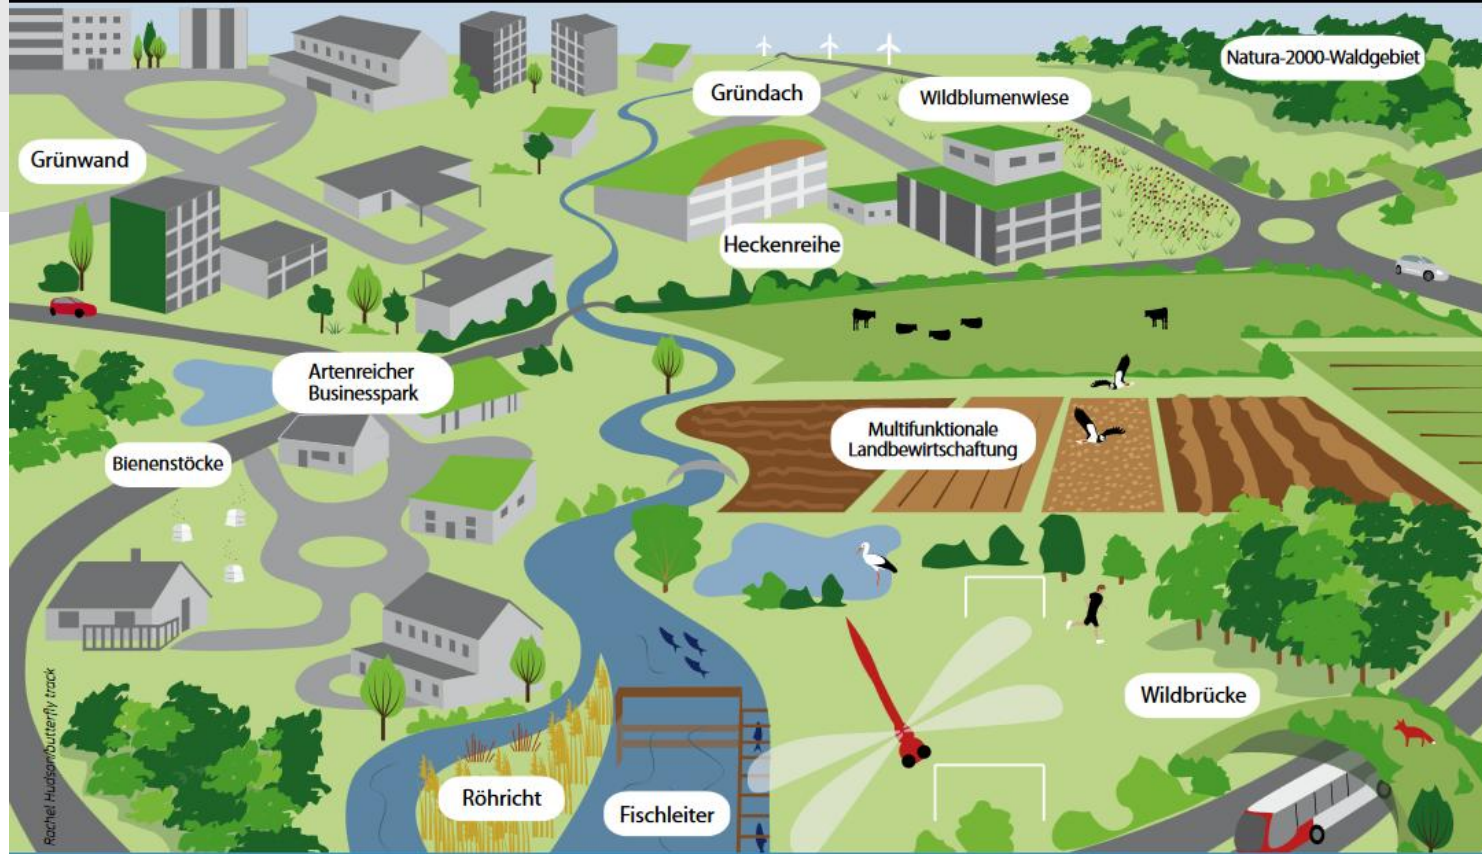 Natura-2000-Waldgebiet
Gründach
Wildblumenwiese
Grünwand
Heckenreihe
Artenreicher
Businesspark
Multifunktionale
Landbewirtschaftung
Bienenstöcke
Wildbrücke
Röhricht
Fischleiter
Rachel Hudson/butterfly track